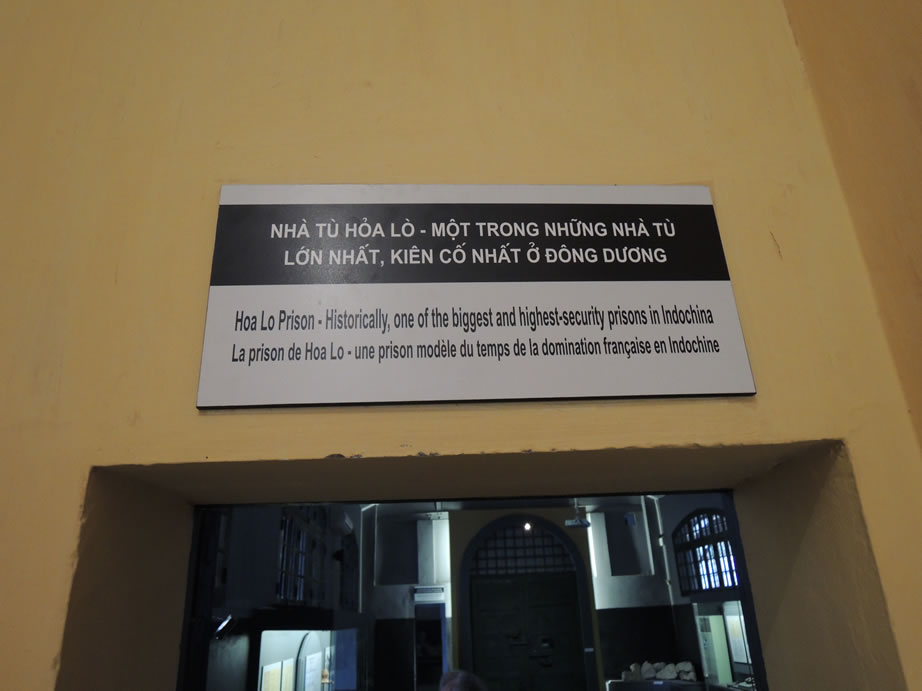 NHÀ TÙ HỎA LÒ - MỘT TRONG NHỮNG NHÀ TÙ
LỚN NHẤT, KIÊN CỐ NHẤT Ở ĐÔNG DƯƠNG
Hoa Lo Prison - Historically, one of the biggest and highest-security prisons in Indochina
La prison de Hoa Lo - une prison modèle du temps de la domination française en Indochine